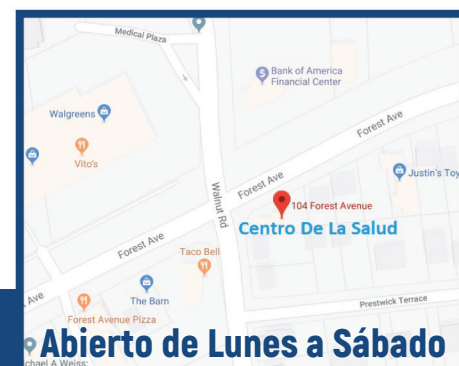 Medical Plaza
Bank of America
Financial Center
Walgreens
Forest Ave
Vito's
Justin's Toy
Forest Ave
Walnut Rd
104 Forest Avenue
Centro De La Salud
Forest Ave
Taco Bell
The Barn
Ave
Prestwick Terrace
Forest Avenue Pizza
Abierto de Lunes a Sábado
chael A Weiss: